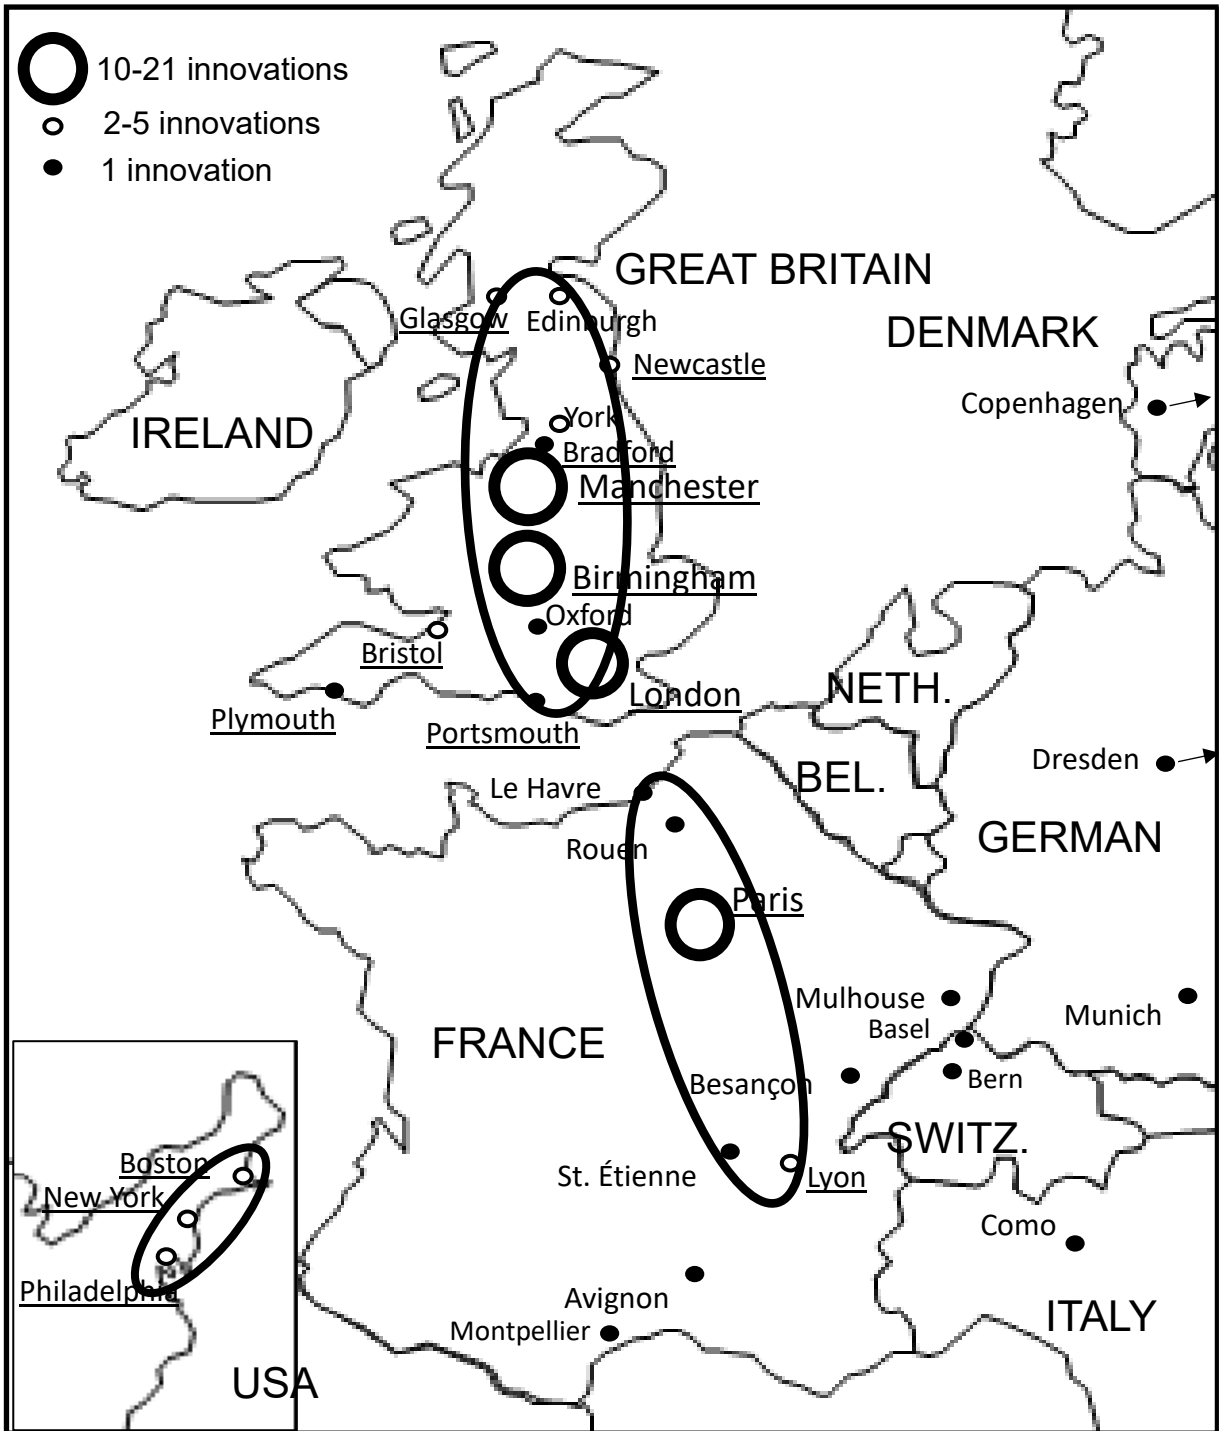 10-21 innovations
2-5 innovations
1 innovation
GREAT BRITAIN
Glasgow
Edinburgh
DENMARK
Newcastle
Copenhagen
York
IRELAND
Bradford
Manchester
Birmingham
Oxford
Bristol
London
NETH.
Plymouth
Portsmouth
Dresden
BEL.
Le Havre
GERMAN
Rouen
Paris
Mulhouse
Munich
Basel
FRANCE
Besançon
Bern
SWITZ.
Boston
St. Étienne
Lyon
New York
Como
Philadelphia
Avignon
ITALY
Montpellier
USA